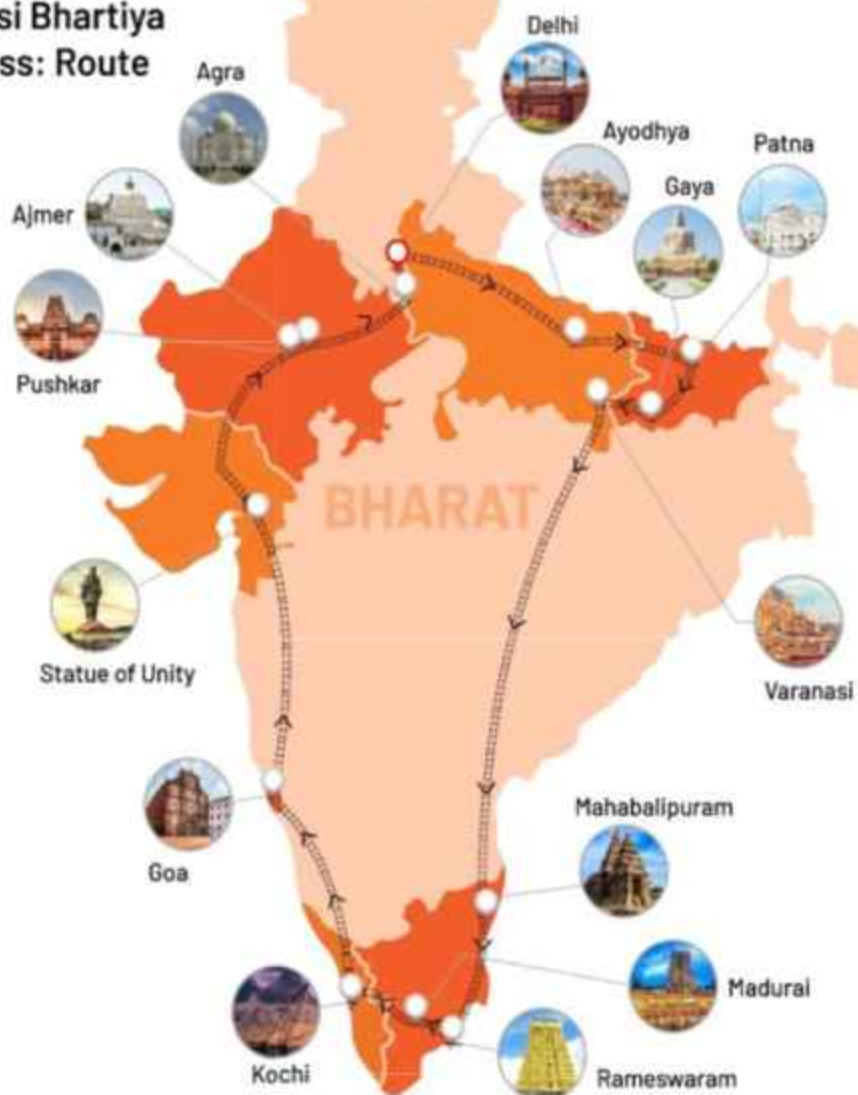 si Bhartiya
ss: Route
Delhi
Agra
Ayodhya
Patna
Gaya
Ajmer
Pushkar
BHARAT
Statue of Unity
Varanasi
Mahabalipuram
Goa
Madurai
Kochi
Rameswaram